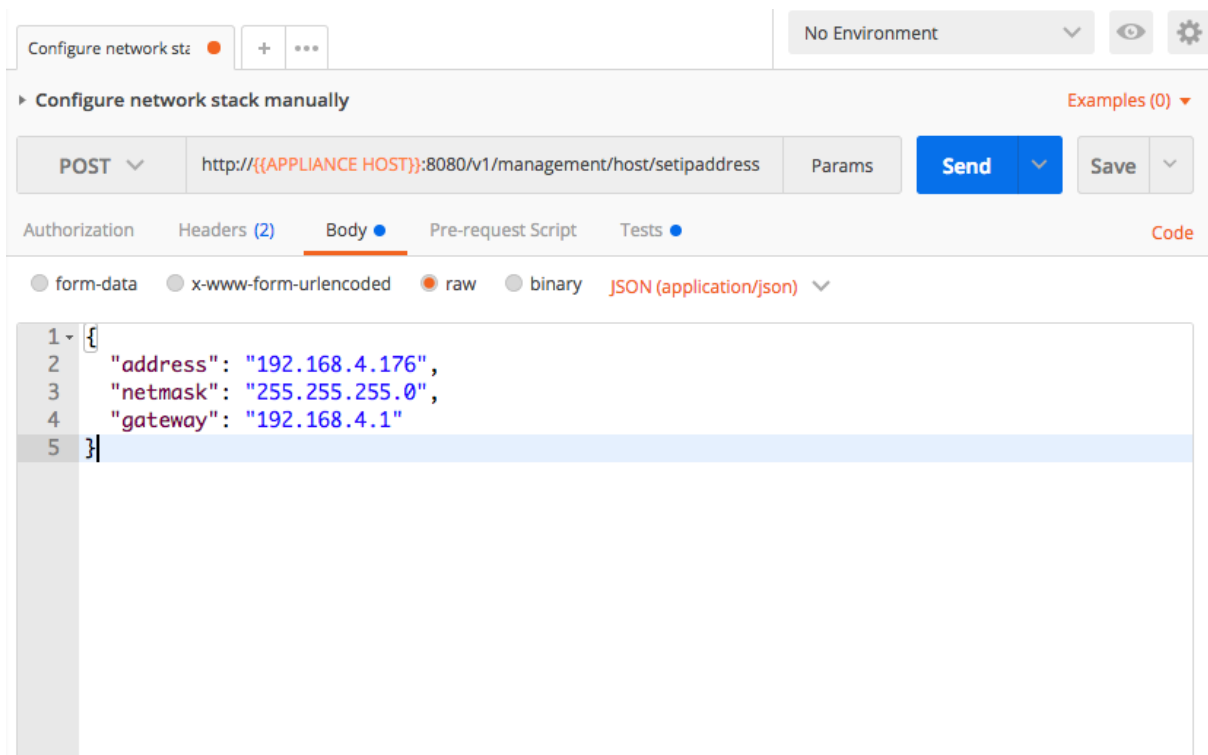 Configure network sta
+
No Environment
Configure network stack manually
Examples (0)
POST
http://{{APPLIANCE HOST}}:8080/v1/management/host/setipaddress
Params
Send
Save
Authorization
Headers (2)
Body
Pre-request Script
Tests
Code
form-data
x-www-form-urlencoded
raw
binary
JSON (application/json)
1 {
2 "address": "192.168.4.176",
3 "netmask": "255.255.255.0",
4 "gateway": "192.168.4.1"
5 }